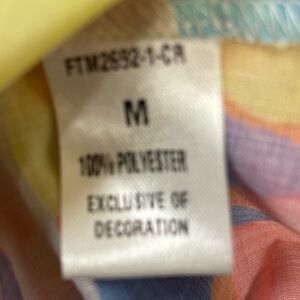 FTM2692-1-CR
M
100% POLYESTER
EXCLUSIVE OF
DECORATION